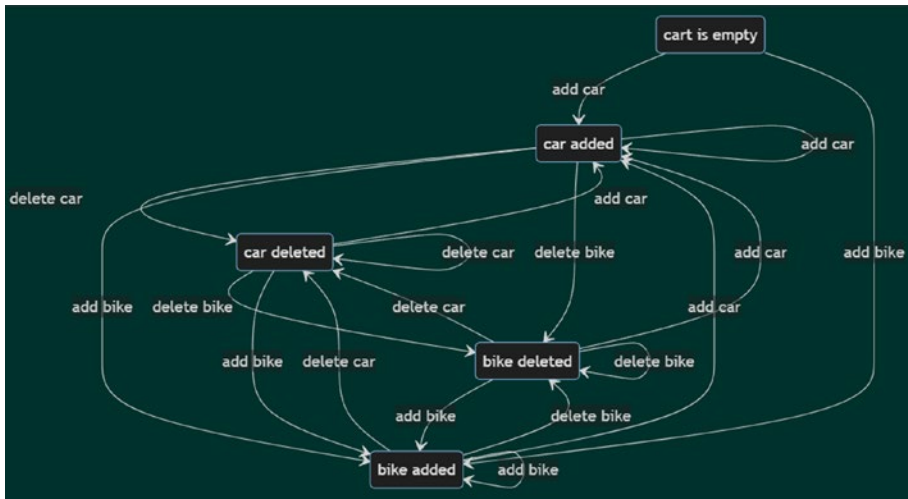 cart is empty
add car
car added
add car
delete car
add car
car deleted
delete car
delete bike
add car
add bike
add bike
delete bike
delete car
add car
bike deleted
add bike
delete car
delete bike
add bike
delete bike
bike added
add bike